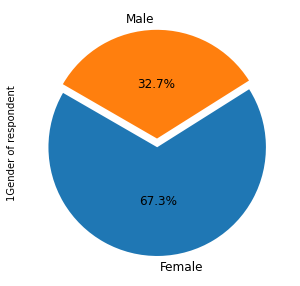 Male
32.7%
1Gender of respondent
67.3%
Female